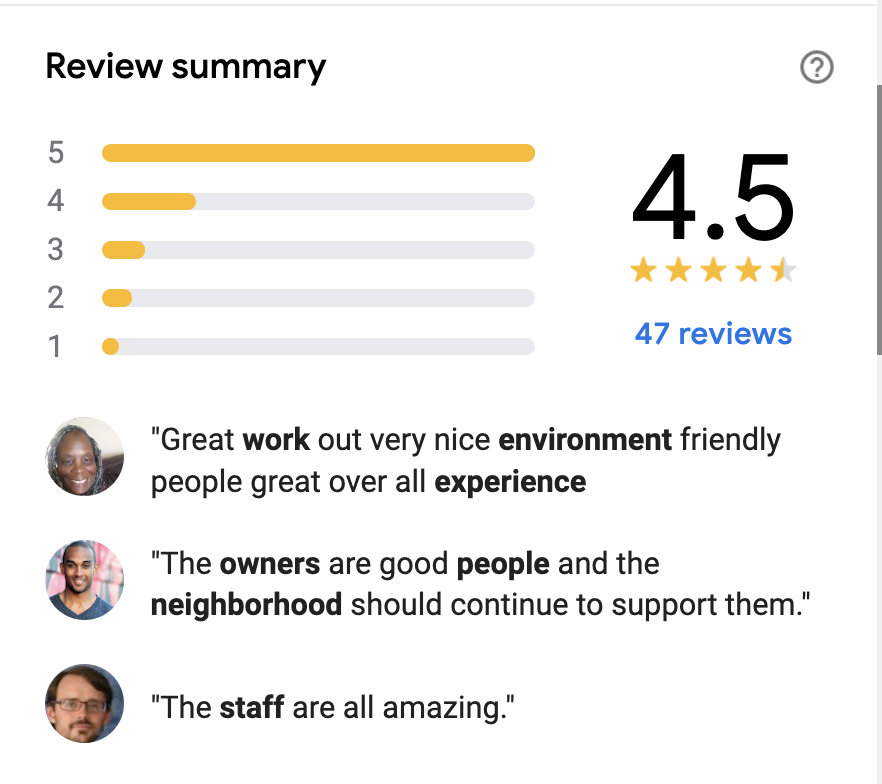 Review summary
?
5
4
3
2
1
4.5
47 reviews
"Great work out very nice environment friendly
people great over all experience
"The owners are good people and the
neighborhood should continue to support them."
"The staff are all amazing."